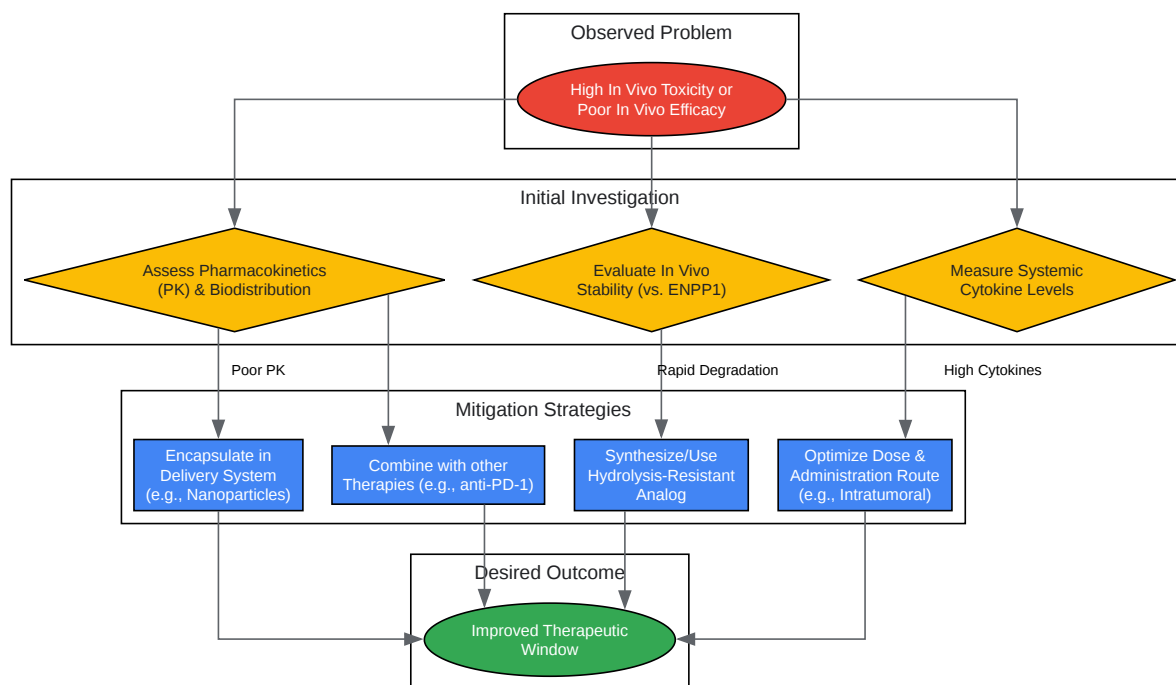 Observed Problem
High In Vivo Toxicity or
Poor In Vivo Efficacy
Initial Investigation
Assess Pharmacokinetics
(PK) & Biodistribution
Evaluate In Vivo
Stability (vs. ENPP1)
Measure Systemic
Cytokine Levels
Poor PK
Rapid Degradation
High Cytokines
Mitigation Strategies
Encapsulate in
Delivery System
(e.g., Nanoparticles)
Combine with other
Therapies (e.g., anti-PD-1)
Synthesize/Use
Hydrolysis-Resistant
Analog
Optimize Dose &
Administration Route
(e.g., Intratumoral)
Desired Outcome
Improved Therapeutic
Window